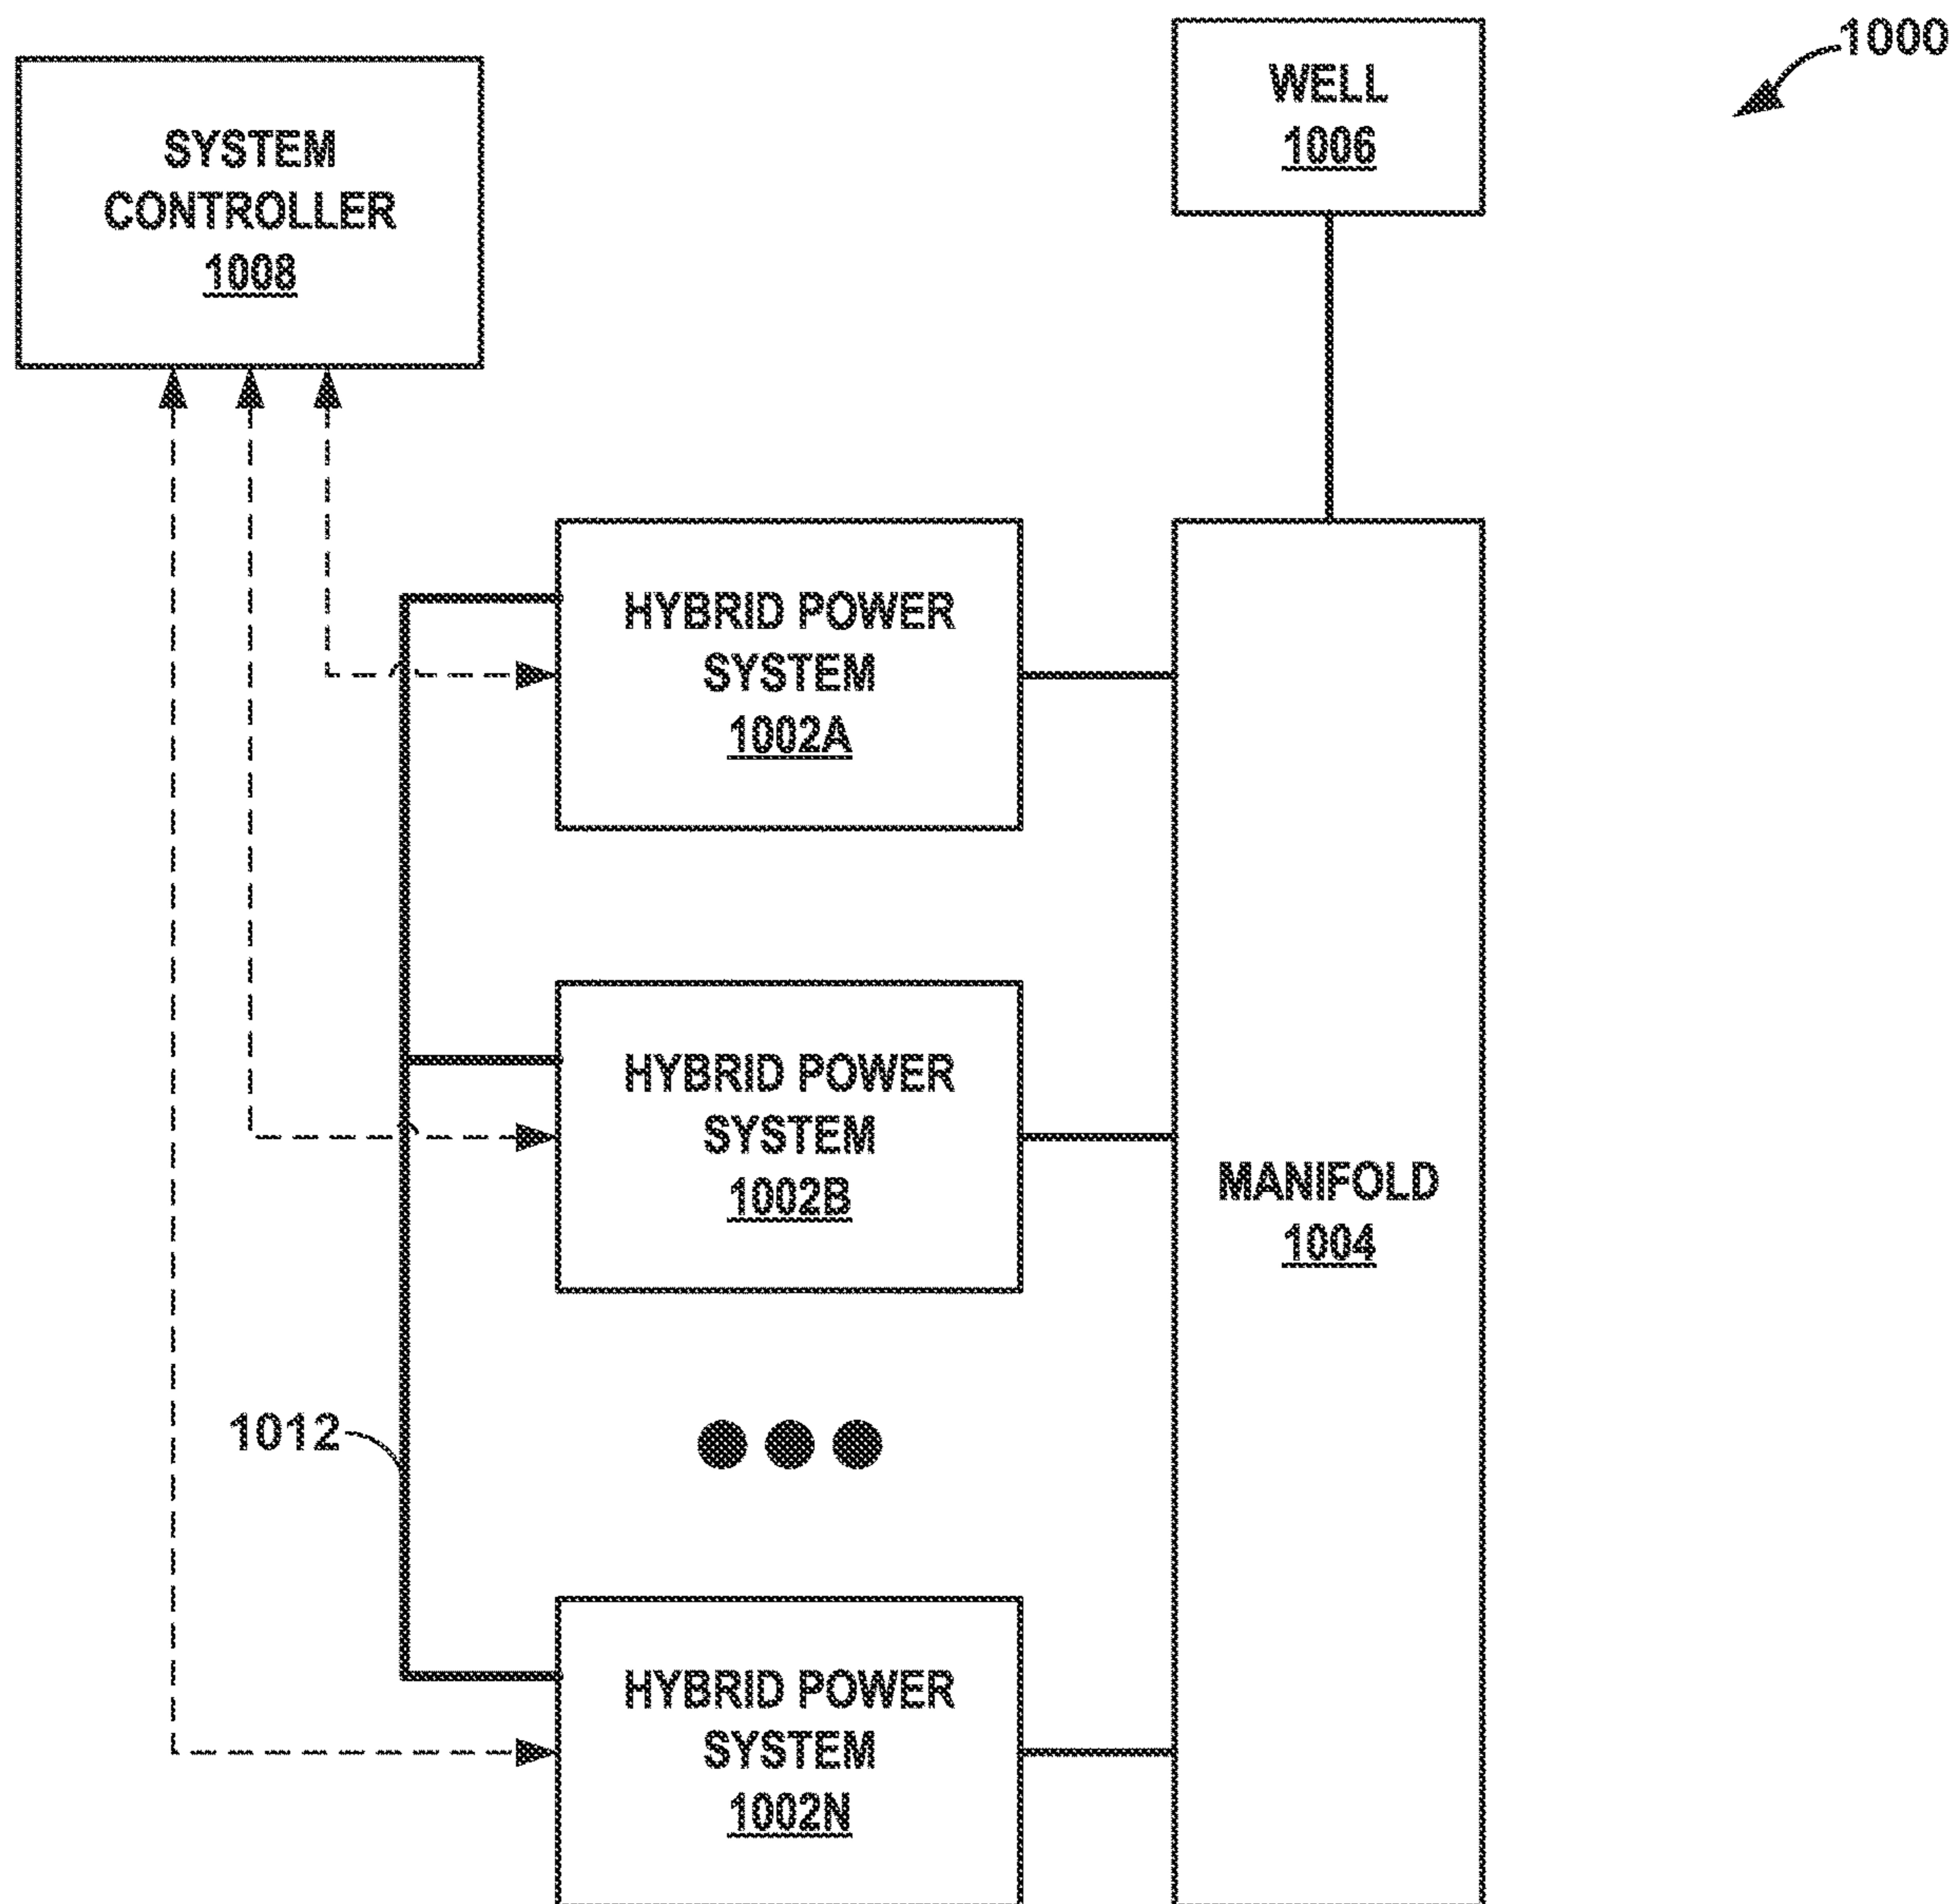 1000
WELL
1006
SYSTEM
CONTROLLER
1008
HYBRID POWER
SYSTEM
1002A
HYBRID POWER
SYSTEM
1002B
MANIFOLD
1004
1012
HYBRID POWER
SYSTEM
1002N